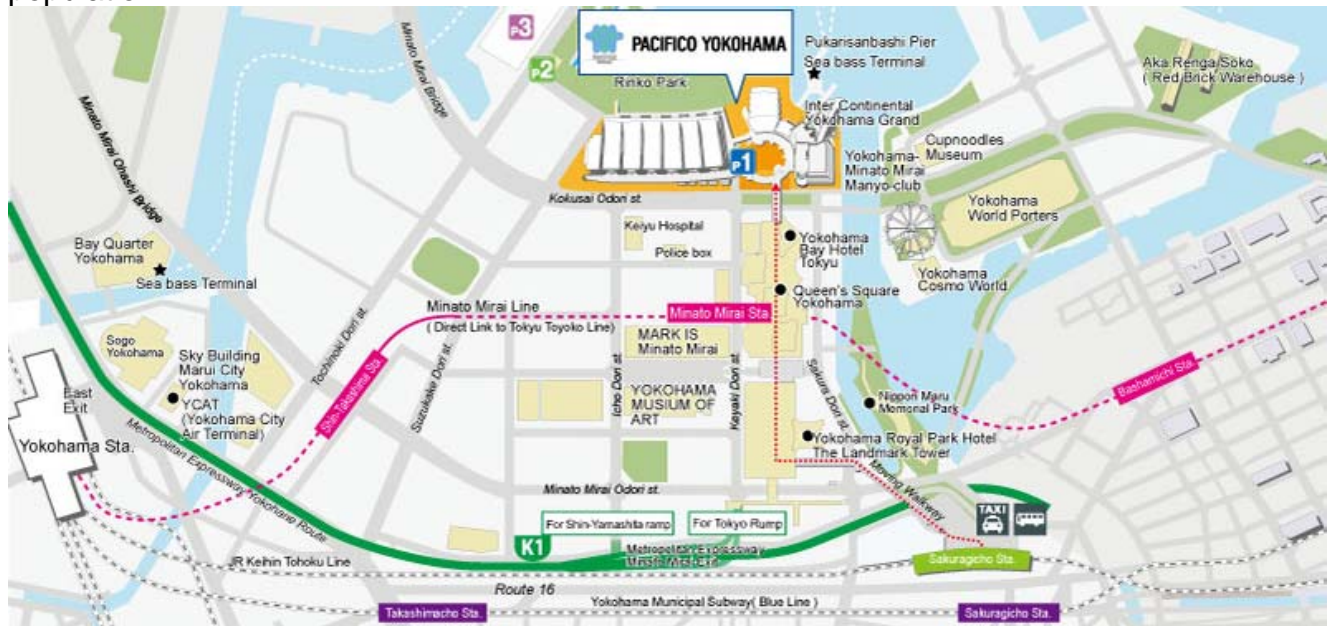 P3
P2
PACIFICO YOKOHAMA
Rinko Park
Pukarisanbashi Pier
Sea bass Terminal
Aka Renga/Soko
( Red Brick Warehouse )
Minato Mirai Bridge
Minato Mirai Ohashi Bridge
Inter Continental
Yokohama Grand
Cupnoodles
Museum
P1
Yokohama-
Minato Mirai
Manyo-club
Kokusai Odori st.
Yokohama
World Porters
Keiyu Hospital
Police box
Yokohama
Bay Hotel
Tokyu
Bay Quarter
Yokohama
Sea bass Terminal
Yokohama
Cosmo World
Queen's Square
Yokohama
Minato Mirai Line
( Direct Link to Tokyu Toyoko Line)
Minato Mirai Sta.
MARK IS
Minato Mirai
Sogo
Yokohama
Sky Building
Marui City
Yokohama
YCAT
(Yokohama City
Air Terminal)
Tochinoki Dori st.
Shin-Takashima Sta.
Suzukake Dori st.
Icho Dori st.
Keyaki Dori st.
Sakura Dori st.
Bashamichi Sta.
YOKOHAMA
MUSIUM OF
ART
Nippon Maru
Memorial Park
East
Exit
Yokohama Sta.
Yokohama Royal Park Hotel
The Landmark Tower
Metropolitan Expressway Yokohane Route
Minato Mirai Odori st.
Moving Walkway
TAXI
For Shin-Yamashita ramp
For Tokyo Rump
K1
Metropolitan Expressway
Minato Mirai Exit
JR Keihin Tohoku Line
Sakuragicho Sta.
Route 16
Takashimacho Sta.
Yokohama Municipal Subway( Blue Line )
Sakuragicho Sta.